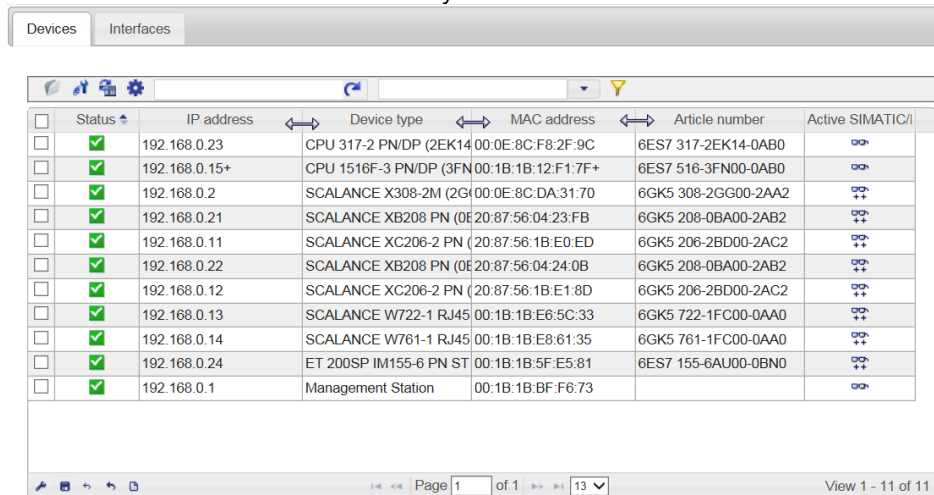 Devices Interfaces
Status IP address Device type MAC address Article number Active SIMATIC/I
192.168.0.23 CPU 317-2 PN/DP (2EK14 00:0E:8C:F8:2F:9C 6ES7 317-2EK14-0AB0
192.168.0.15+ CPU 1516F-3 PN/DP (3FN 00:1B:1B:12:F1:7F+ 6ES7 516-3FN00-0AB0
192.168.0.2 SCALANCE X308-2M (2G 00:0E:8C:DA:31:70 6GK5 308-2GG00-2AA2
192.168.0.21 SCALANCE XB208 PN (0B 20:87:56:04:23:FB 6GK5 208-0BA00-2AB2
192.168.0.11 SCALANCE XC206-2 PN ( 20:87:56:1B:E0:ED 6GK5 206-2BD00-2AC2
192.168.0.22 SCALANCE XB208 PN (0B 20:87:56:04:24:0B 6GK5 208-0BA00-2AB2
192.168.0.12 SCALANCE XC206-2 PN ( 20:87:56:1B:E1:8D 6GK5 206-2BD00-2AC2
192.168.0.13 SCALANCE W722-1 RJ45 00:1B:1B:E6:5C:33 6GK5 722-1FC00-0AA0
192.168.0.14 SCALANCE W761-1 RJ45 00:1B:1B:E8:61:35 6GK5 761-1FC00-0AA0
192.168.0.24 ET 200SP IM155-6 PN ST 00:1B:1B:5F:E5:81 6ES7 155-6AU00-0BN0
192.168.0.1 Management Station 00:1B:1B:BF:F6:73
Page 1 of 1 13 View 1 - 11 of 11